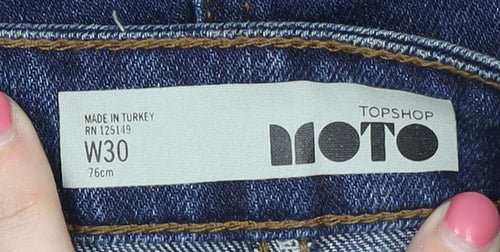 MADE IN TURKEY
RN 125149
W30
76cm
TOPSHOP
MOTO